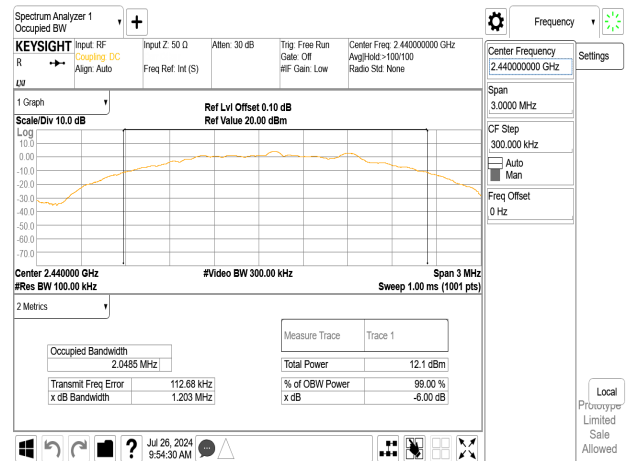 Spectrum Analyzer 1
Occupied BW
Frequency
KEYSIGHT
R
Input: RF
Coupling: DC
Align: Auto
Input Z: 50 Ω
Freq Ref: Int (S)
Atten: 30 dB
Trig: Free Run
Gate: Off
#IF Gain: Low
Center Freq: 2.440000000 GHz
Avg|Hold:>100/100
Radio Std: None
Center Frequency
2.440000000 GHz
Settings
Span
3.0000 MHz
CF Step
300.000 kHz
Auto
Man
Freq Offset
0 Hz
1 Graph
Scale/Div 10.0 dB
Ref Lvl Offset 0.10 dB
Ref Value 20.00 dBm
Log
10.0
0.00
-10.0
-20.0
-30.0
-40.0
-50.0
-60.0
-70.0
Center 2.440000 GHz
#Video BW 300.00 kHz
Span 3 MHz
#Res BW 100.00 kHz
Sweep 1.00 ms (1001 pts)
2 Metrics
Measure Trace
Trace 1
Occupied Bandwidth
2.0485 MHz
Total Power
12.1 dBm
Transmit Freq Error
112.68 kHz
% of OBW Power
99.00 %
x dB Bandwidth
1.203 MHz
x dB
-6.00 dB
Local
Prototype
Limited
Sale
Allowed
?
Jul 26, 2024
9:54:30 AM